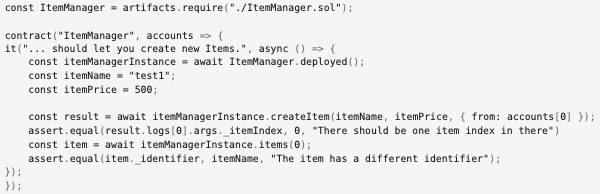 const ItemManager = artifacts.require("./ItemManager.sol");

contract("ItemManager", accounts => {
it("... should let you create new Items.", async () => {
    const itemManagerInstance = await ItemManager.deployed();
    const itemName = "test1";
    const itemPrice = 500;

    const result = await itemManagerInstance.createItem(itemName, itemPrice, { from: accounts[0] });
    assert.equal(result.logs[0].args._itemIndex, 0, "There should be one item index in there")
    const item = await itemManagerInstance.items(0);
    assert.equal(item._identifier, itemName, "The item has a different identifier");
});
});